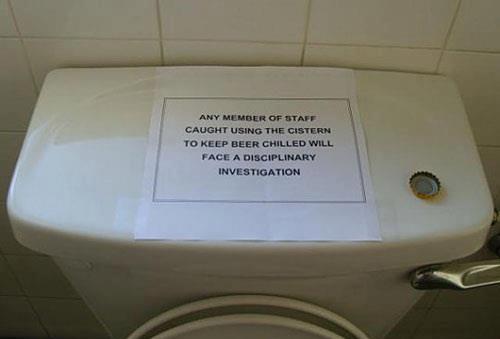 ANY MEMBER OF STAFF
CAUGHT USING THE CISTERN
TO KEEP BEER CHILLED WILL
FACE A DISCIPLINARY
INVESTIGATION